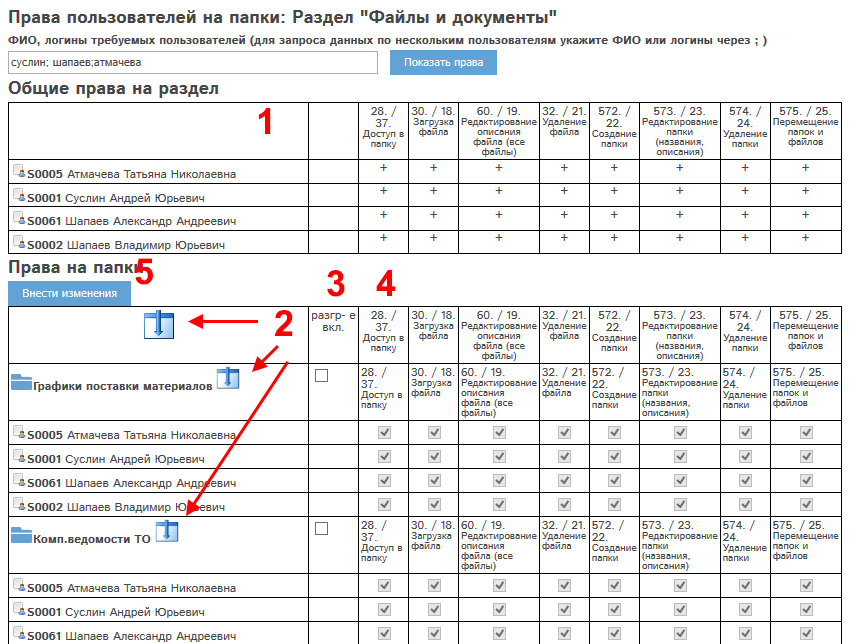 Права пользователей на папки: Раздел "Файлы и документы"
ФИО, логины требуемых пользователей (для запроса данных по нескольким пользователям укажите ФИО или логины через ; )
суслин; шапаев;атмачева Показать права
Общие права на раздел
1
28. / 37. Доступ в папку 30. / 18. Загрузка файла 60. / 19. Редактирование описания файла (все файлы) 32. / 21. Удаление файла 572. / 22. Создание папки 573. / 23. Редактирование папки (названия, описания) 574. / 24. Удаление папки 575. / 25. Перемещение папок и файлов
S0005 Атмачева Татьяна Николаевна + + + + + + + +
S0001 Суслин Андрей Юрьевич + + + + + + + +
S0061 Шапаев Александр Андреевич + + + + + + + +
S0002 Шапаев Владимир Юрьевич + + + + + + + +
Права на папки
5 3 4
Внести изменения
2
разгр- е вкл. 28. / 37. Доступ в папку 30. / 18. Загрузка файла 60. / 19. Редактирование описания файла (все файлы) 32. / 21. Удаление файла 572. / 22. Создание папки 573. / 23. Редактирование папки (названия, описания) 574. / 24. Удаление папки 575. / 25. Перемещение папок и файлов
Графики поставки материалов 28. / 37. Доступ в папку 30. / 18. Загрузка файла 60. / 19. Редактирование описания файла (все файлы) 32. / 21. Удаление файла 572. / 22. Создание папки 573. / 23. Редактирование папки (названия, описания) 574. / 24. Удаление папки 575. / 25. Перемещение папок и файлов
S0005 Атмачева Татьяна Николаевна
S0001 Суслин Андрей Юрьевич
S0061 Шапаев Александр Андреевич
S0002 Шапаев Владимир Юрьевич
Комп.ведомости ТО 28. / 37. Доступ в папку 30. / 18. Загрузка файла 60. / 19. Редактирование описания файла (все файлы) 32. / 21. Удаление файла 572. / 22. Создание папки 573. / 23. Редактирование папки (названия, описания) 574. / 24. Удаление папки 575. / 25. Перемещение папок и файлов
S0005 Атмачева Татьяна Николаевна
S0001 Суслин Андрей Юрьевич
S0061 Шапаев Александр Андреевич